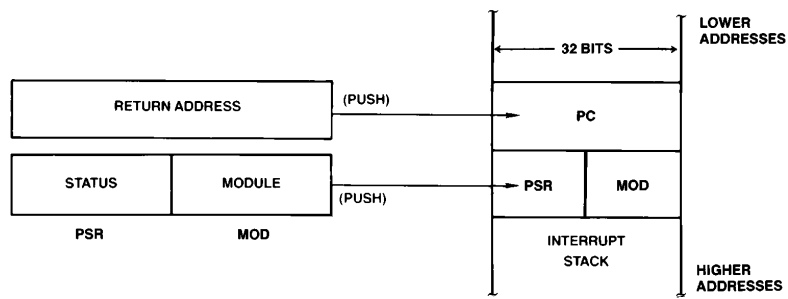 LOWER
ADDRESSES
32 BITS
RETURN ADDRESS
(PUSH)
PC
STATUS
MODULE
(PUSH)
PSR
MOD
PSR
MOD
INTERRUPT
STACK
HIGHER
ADDRESSES